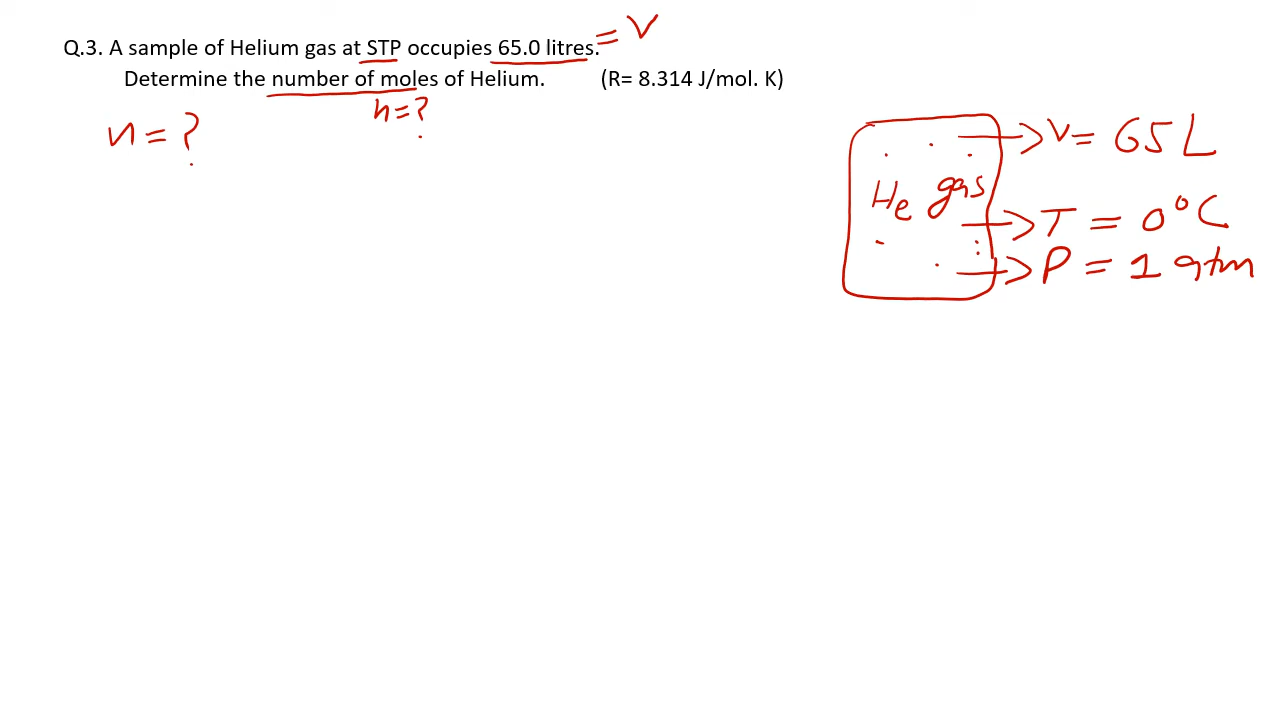 Q.3. A sample of Helium gas at STP occupies 65.0 litres. = V
Determine the number of moles of Helium. (R= 8.314 J/mol. K)
n = ?
n = ?
V = 65 L
He gas
T = 0°C
P = 1 atm